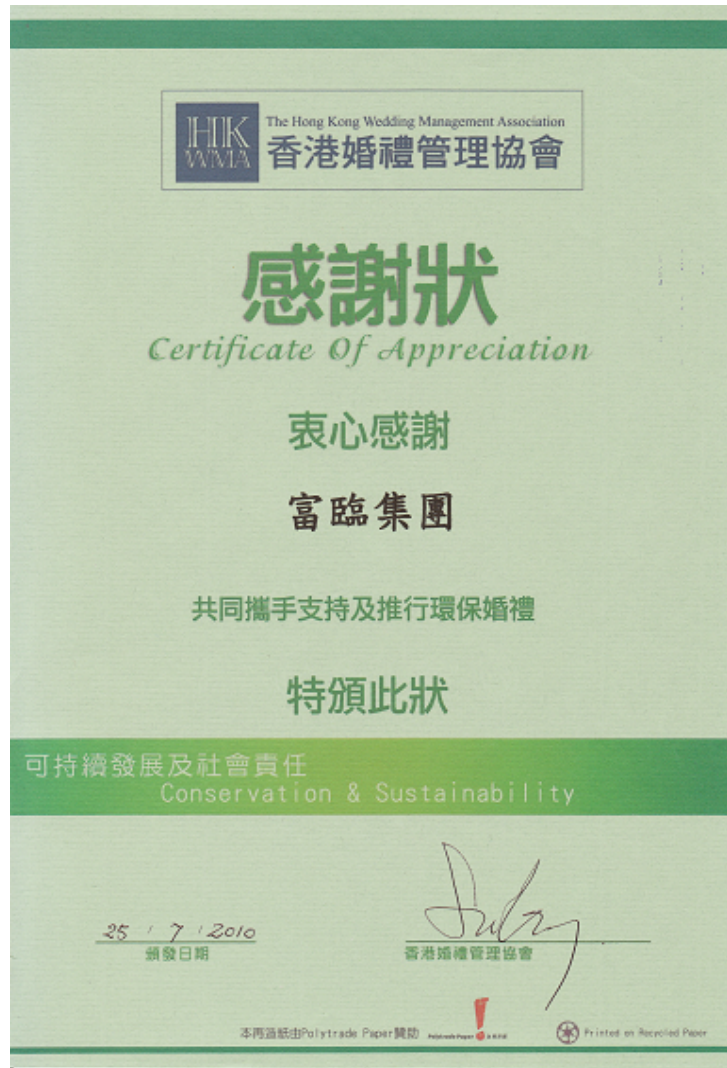 HK
WMA
The Hong Kong Wedding Management Association
香港婚禮管理協會
感謝狀
Certificate Of Appreciation
衷心感謝
富臨集團
共同攜手支持及推行環保婚禮
特頒此狀
可持續發展及社會責任
Conservation & Sustainability
25 / 7 / 2010
頒發日期
香港婚禮管理協會
本再造紙由Polytrade Paper贊助
Polytrade Paper
Printed on Recycled Paper